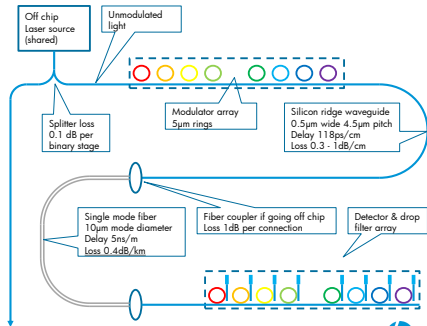 Off chip
Laser source
(shared)
Unmodulated
light
Splitter loss
0.1 dB per
binary stage
Modulator array
5µm rings
Silicon ridge waveguide
0.5µm wide 4.5µm pitch
Delay 118ps/cm
Loss 0.3 - 1dB/cm
Single mode fiber
10µm mode diameter
Delay 5ns/m
Loss 0.4dB/km
Fiber coupler if going off chip
Loss 1dB per connection
Detector & drop
filter array